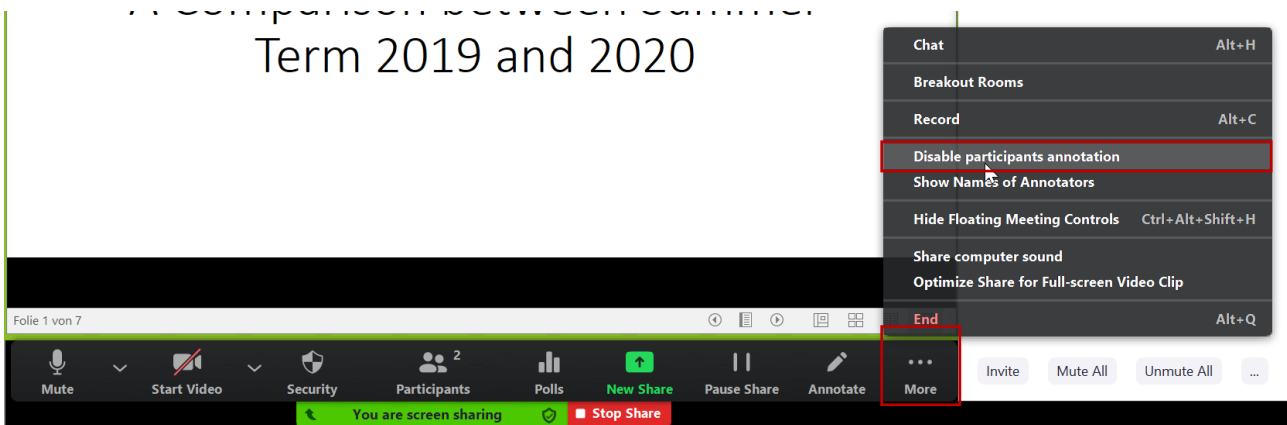 A Comparison between Summer
Term 2019 and 2020
Chat Alt+H
Breakout Rooms
Record Alt+C
Disable participants annotation
Show Names of Annotators
Hide Floating Meeting Controls Ctrl+Alt+Shift+H
Share computer sound
Optimize Share for Full-screen Video Clip
End Alt+Q
Folie 1 von 7
2
Mute Start Video Security Participants Polls New Share Pause Share Annotate More
Invite Mute All Unmute All ...
You are screen sharing Stop Share